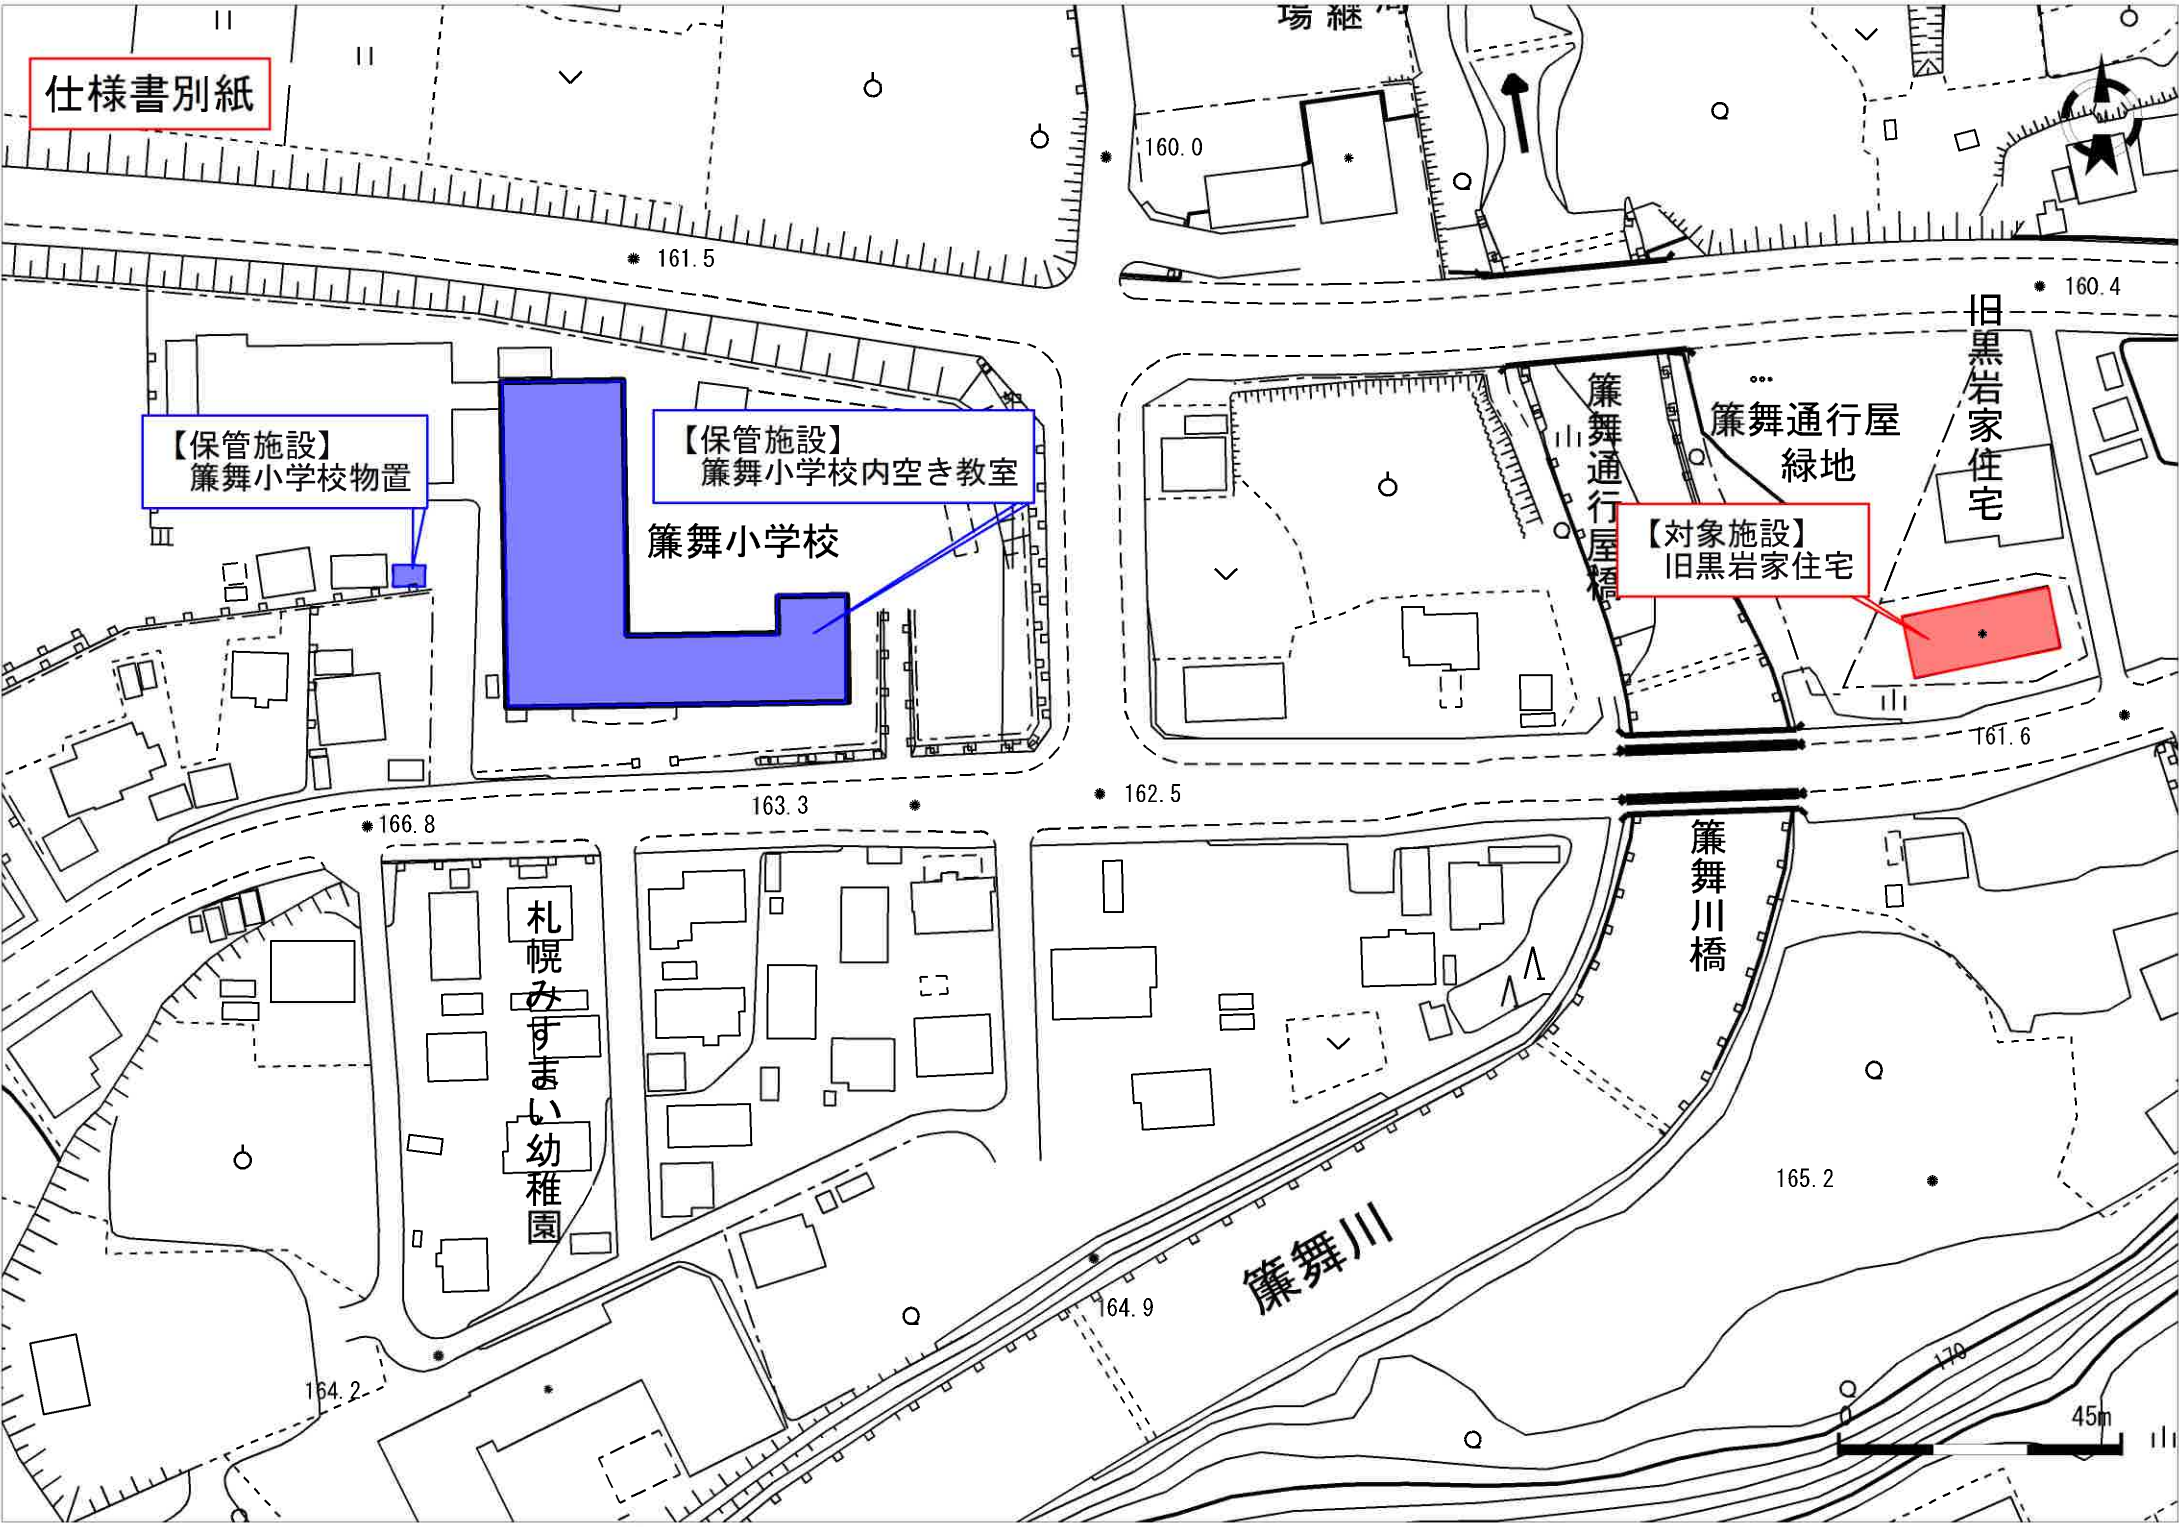 場継
仕様書別紙
160.0
161.5
160.4
旧黒岩家住宅
簾舞通行屋
緑地
簾舞通行屋橋
【保管施設】
簾舞小学校物置
【保管施設】
簾舞小学校内空き教室
簾舞小学校
【対象施設】
旧黒岩家住宅
161.6
162.5
163.3
166.8
簾舞川橋
札幌みすまい幼稚園
165.2
簾舞川
164.9
164.2
170
0
45m